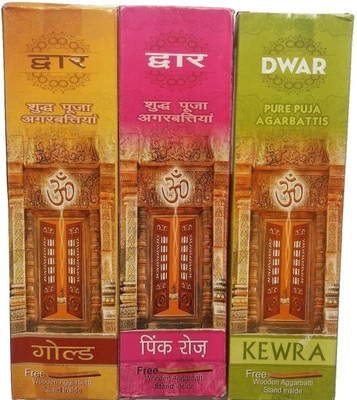 द्वार
शुद्ध पूजा
अगरबत्तियां
ॐ
गोल्ड
Free
Wooden Aggarbatti
Stand Inside
द्वार
शुद्ध पूजा
अगरबत्तियां
ॐ
पिंक रोज़
Free
Wooden Aggarbatti
Stand Inside
DWAR
PURE PUJA
AGARBATTIS
ॐ
KEWRA
Free
Wooden Aggarbatti
Stand Inside